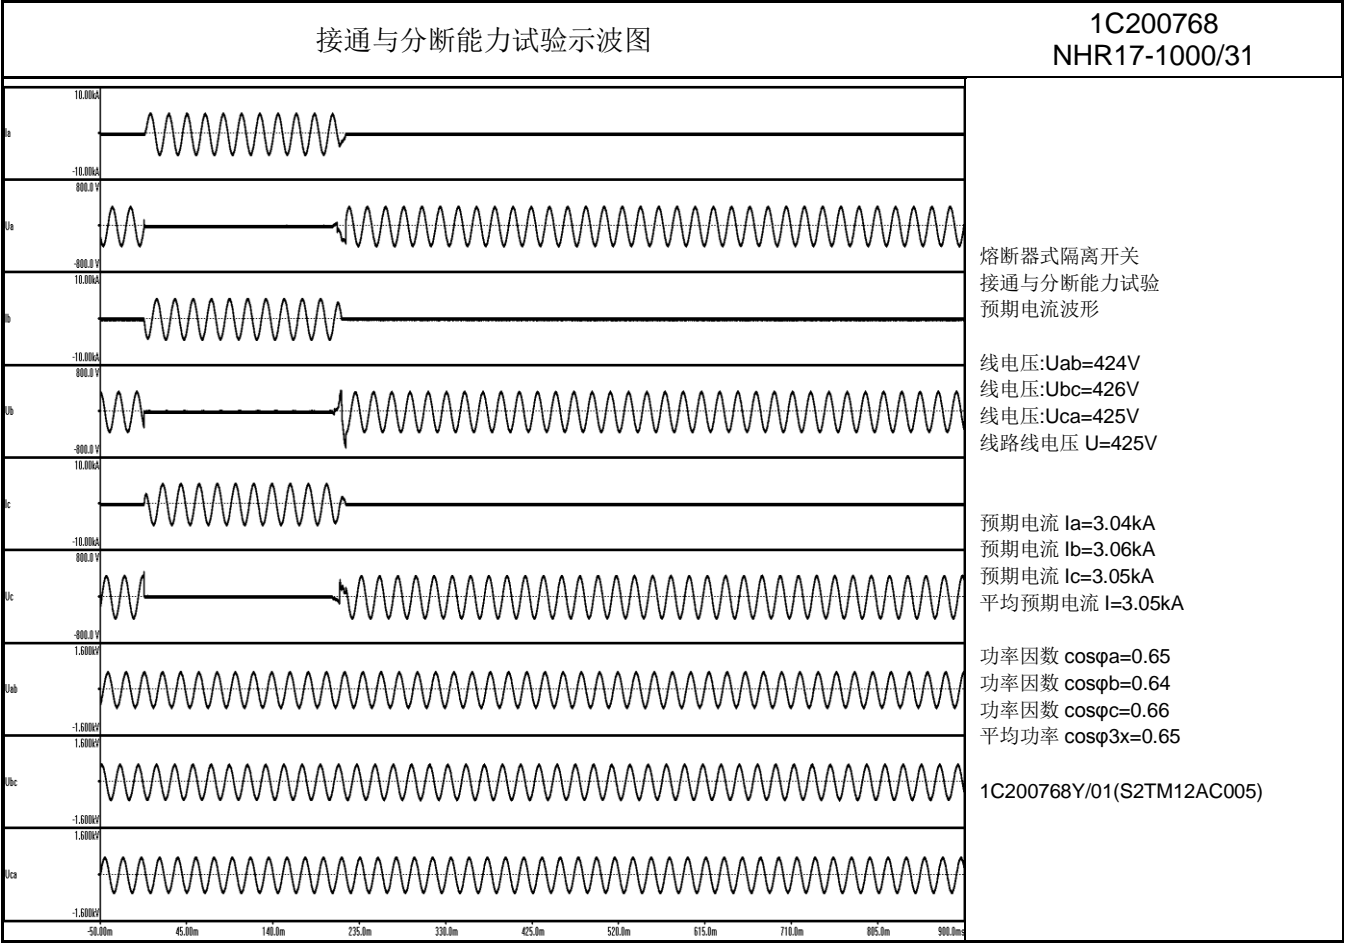 接通与分断能力试验示波图
1C200768
NHR17-1000/31
10.00kA
Ia
-10.00kA
800.0 V
Ua
-800.0 V
10.00kA
Ib
-10.00kA
800.0 V
Ub
-800.0 V
10.00kA
Ic
-10.00kA
800.0 V
Uc
-800.0 V
1.600kV
Uab
-1.600kV
1.600kV
Ubc
-1.600kV
1.600kV
Uca
-1.600kV
-50.00m 45.00m 140.0m 235.0m 330.0m 425.0m 520.0m 615.0m 710.0m 805.0m 900.0ms
熔断器式隔离开关
接通与分断能力试验
预期电流波形
线电压:Uab=424V
线电压:Ubc=426V
线电压:Uca=425V
线路线电压 U=425V
预期电流 Ia=3.04kA
预期电流 Ib=3.06kA
预期电流 Ic=3.05kA
平均预期电流 I=3.05kA
功率因数 cosφa=0.65
功率因数 cosφb=0.64
功率因数 cosφc=0.66
平均功率 cosφ3x=0.65
1C200768Y/01(S2TM12AC005)